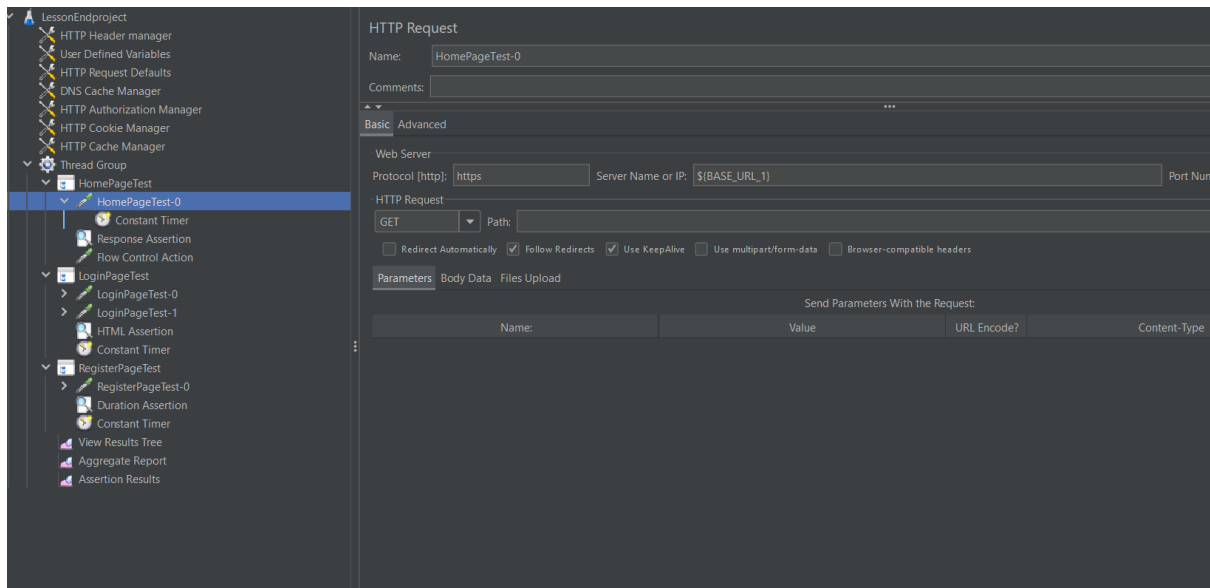 LessonEndproject
HTTP Header manager
User Defined Variables
HTTP Request Defaults
DNS Cache Manager
HTTP Authorization Manager
HTTP Cookie Manager
HTTP Cache Manager
Thread Group
HomePageTest
HomePageTest-0
Constant Timer
Response Assertion
Flow Control Action
LoginPageTest
LoginPageTest-0
LoginPageTest-1
HTML Assertion
Constant Timer
RegisterPageTest
RegisterPageTest-0
Duration Assertion
Constant Timer
View Results Tree
Aggregate Report
Assertion Results
HTTP Request
Name: HomePageTest-0
Comments:
Basic Advanced
Web Server
Protocol [http]: https Server Name or IP: ${BASE_URL_1} Port Num
HTTP Request
GET Path:
Redirect Automatically Follow Redirects Use KeepAlive Use multipart/form-data Browser-compatible headers
Parameters Body Data Files Upload
Send Parameters With the Request:
Name: Value URL Encode? Content-Type